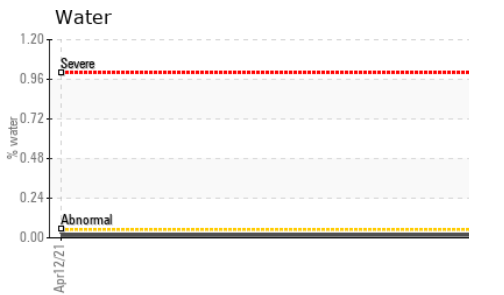 Water
1.20
Severe
0.96
0.72
% water
0.48
0.24
Abnormal
0.00
Apr12/21